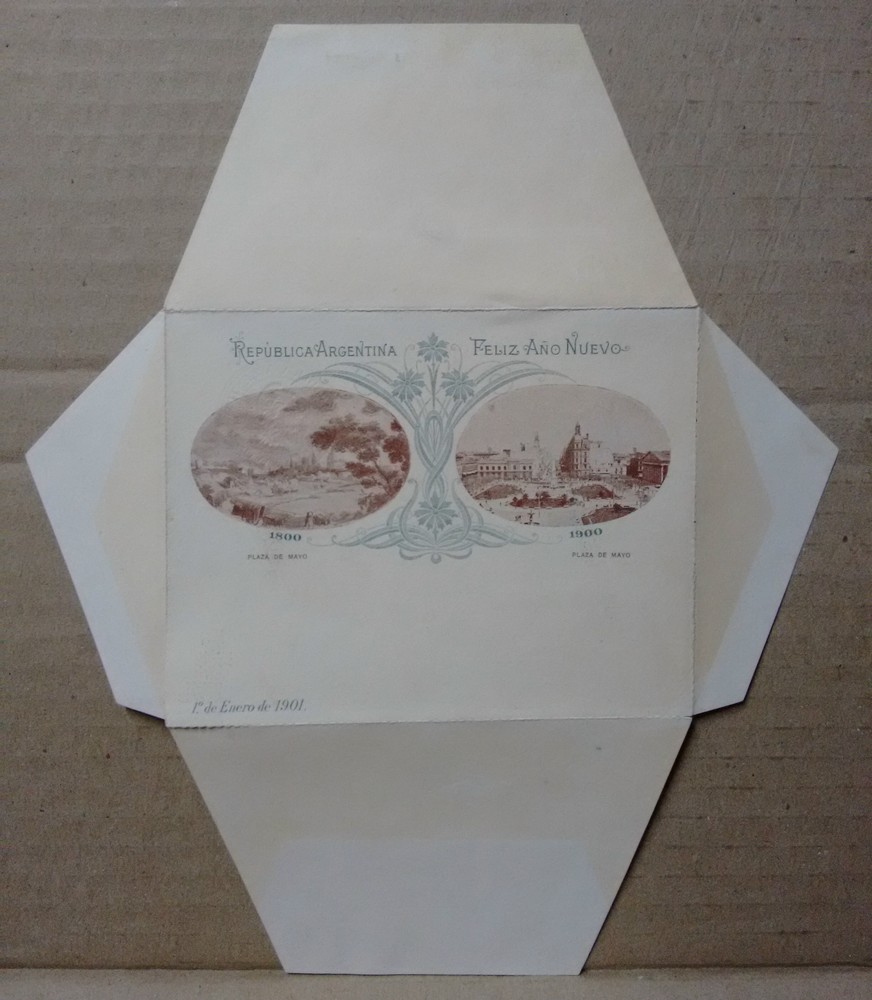 REPÚBLICA ARGENTINA
FELIZ AÑO NUEVO
1800
PLAZA DE MAYO
1900
PLAZA DE MAYO
1º de Enero de 1901.